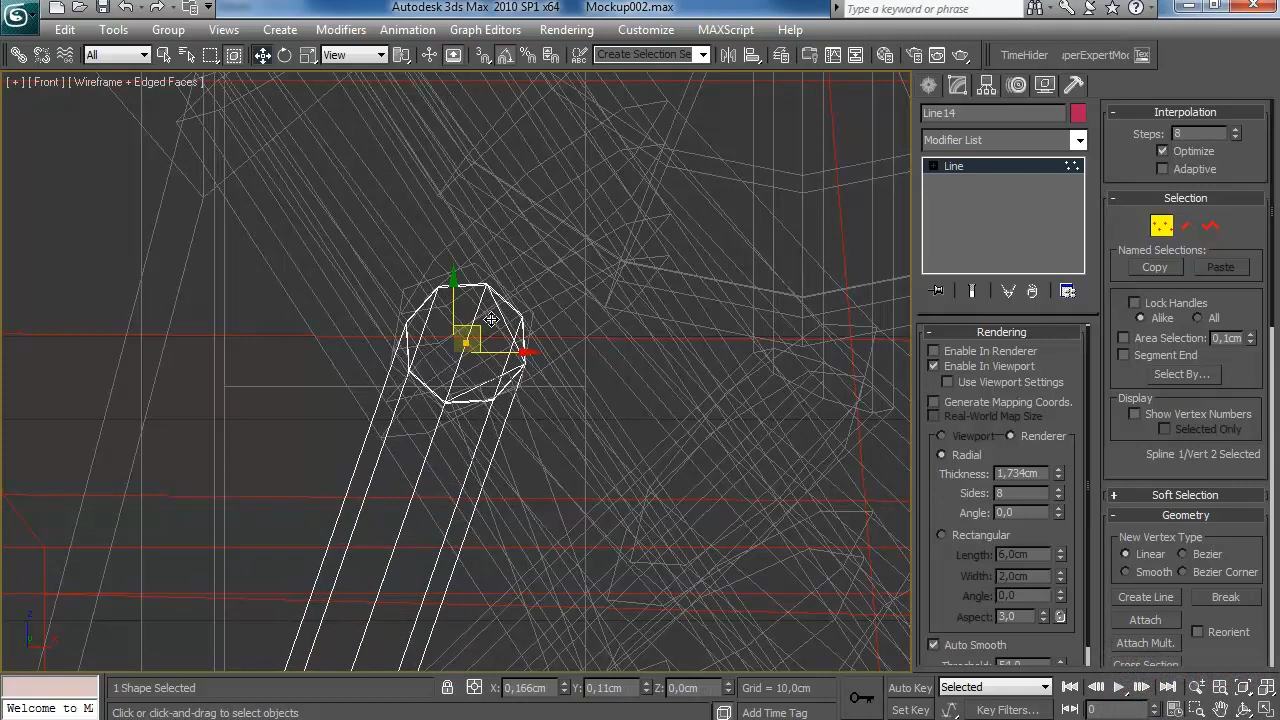 Autodesk 3ds Max 2010 SP1 x64 Mockup002.max
Type a keyword or phrase
Edit Tools Group Views Create Modifiers Animation Graph Editors Rendering Customize MAXScript Help
All View Create Selection Se TimeHider
[ + ] [ Front ] [ Wireframe + Edged Faces ]
Line14
Modifier List
Line
Rendering
Enable In Renderer
Enable In Viewport
Use Viewport Settings
Generate Mapping Coords.
Real-World Map Size
Viewport Renderer
Radial
Thickness: 1,734cm
Sides: 8
Angle: 0,0
Rectangular
Length: 6,0cm
Width: 2,0cm
Angle: 0,0
Aspect: 3,0
Auto Smooth
Interpolation
Steps: 8
Optimize
Adaptive
Selection
Named Selections:
Copy Paste
Lock Handles
Alike All
Area Selection: 0,1cm
Segment End
Select By...
Display
Show Vertex Numbers
Selected Only
Spline 1/Vert 2 Selected
Soft Selection
Geometry
New Vertex Type
Linear Bezier
Smooth Bezier Corner
Create Line Break
Attach Reorient
Attach Mult.
Cross Section
z
x
1 Shape Selected X: 0,166cm Y: 0,11cm Z: 0,0cm Grid = 10,0cm Auto Key Selected
Welcome to M Click or click-and-drag to select objects Add Time Tag Set Key Key Filters... 0